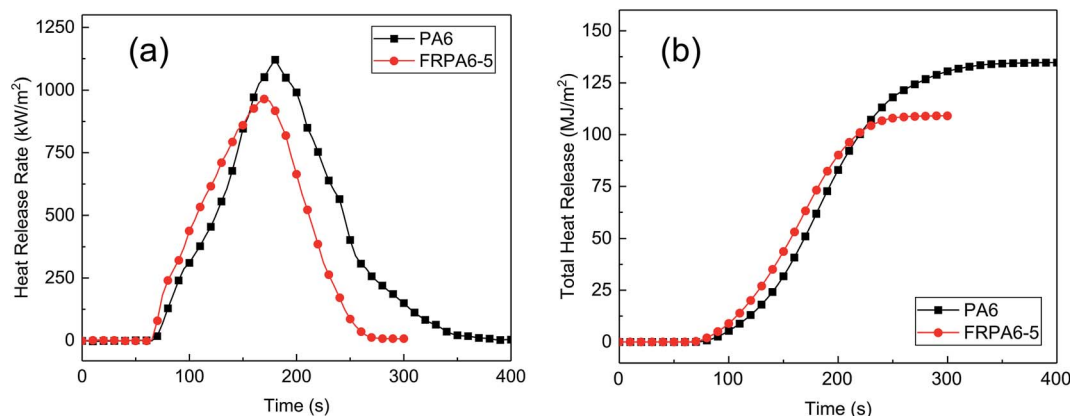 (a)
PA6
FRPA6-5
Heat Release Rate (kW/m²)
1250
1000
750
500
250
0
0 100 200 300 400
Time (s)
(b)
PA6
FRPA6-5
Total Heat Release (MJ/m²)
150
125
100
75
50
25
0
0 100 200 300 400
Time (s)